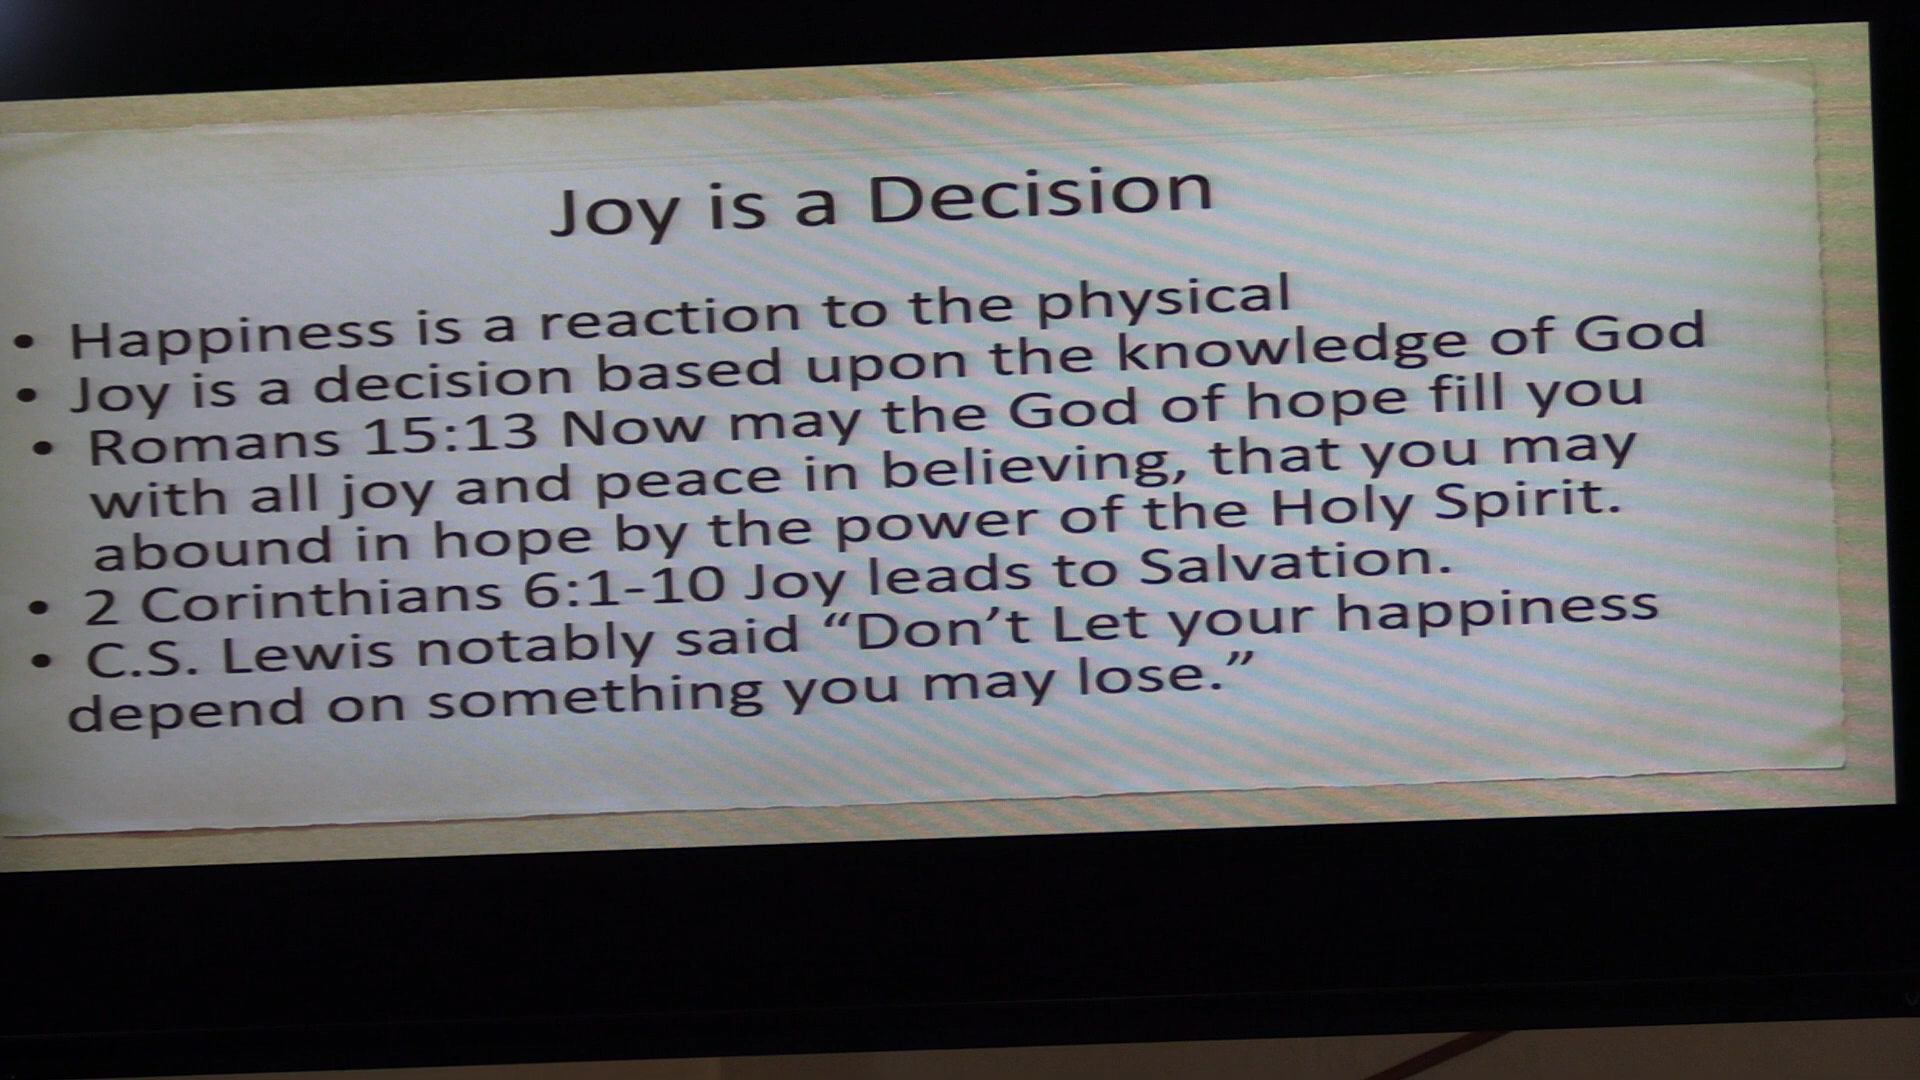 Joy is a Decision
• Happiness is a reaction to the physical
• Joy is a decision based upon the knowledge of God
• Romans 15:13 Now may the God of hope fill you
with all joy and peace in believing, that you may
abound in hope by the power of the Holy Spirit.
• 2 Corinthians 6:1-10 Joy leads to Salvation.
• C.S. Lewis notably said “Don’t Let your happiness
depend on something you may lose.”